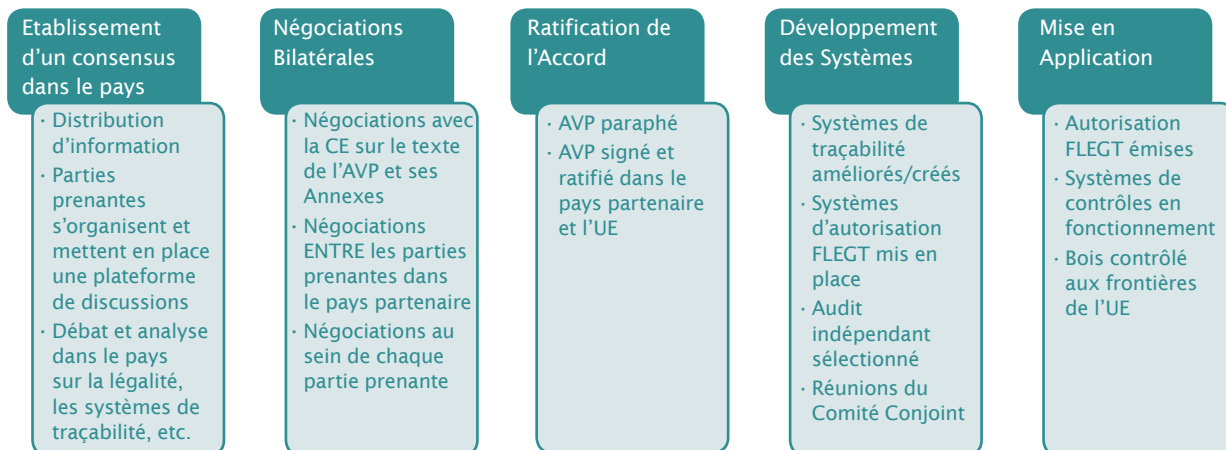 Etablissement
d’un consensus
dans le pays
· Distribution
d’information
· Parties
prenantes
s’organisent et
mettent en place
une plateforme
de discussions
· Débat et analyse
dans le pays
sur la légalité,
les systèmes de
traçabilité, etc.
Négociations
Bilatérales
· Négociations avec
la CE sur le texte
de l’AVP et ses
Annexes
· Négociations
ENTRE les parties
prenantes dans
le pays partenaire
· Négociations au
sein de chaque
partie prenante
Ratification de
l’Accord
· AVP paraphé
· AVP signé et
ratifié dans le
pays partenaire
et l’UE
Développement
des Systèmes
· Systèmes de
traçabilité
améliorés/créés
· Systèmes
d’autorisation
FLEGT mis en
place
· Audit
indépendant
sélectionné
· Réunions du
Comité Conjoint
Mise en
Application
· Autorisation
FLEGT émises
· Systèmes de
contrôles en
fonctionnement
· Bois contrôlé
aux frontières
de l’UE